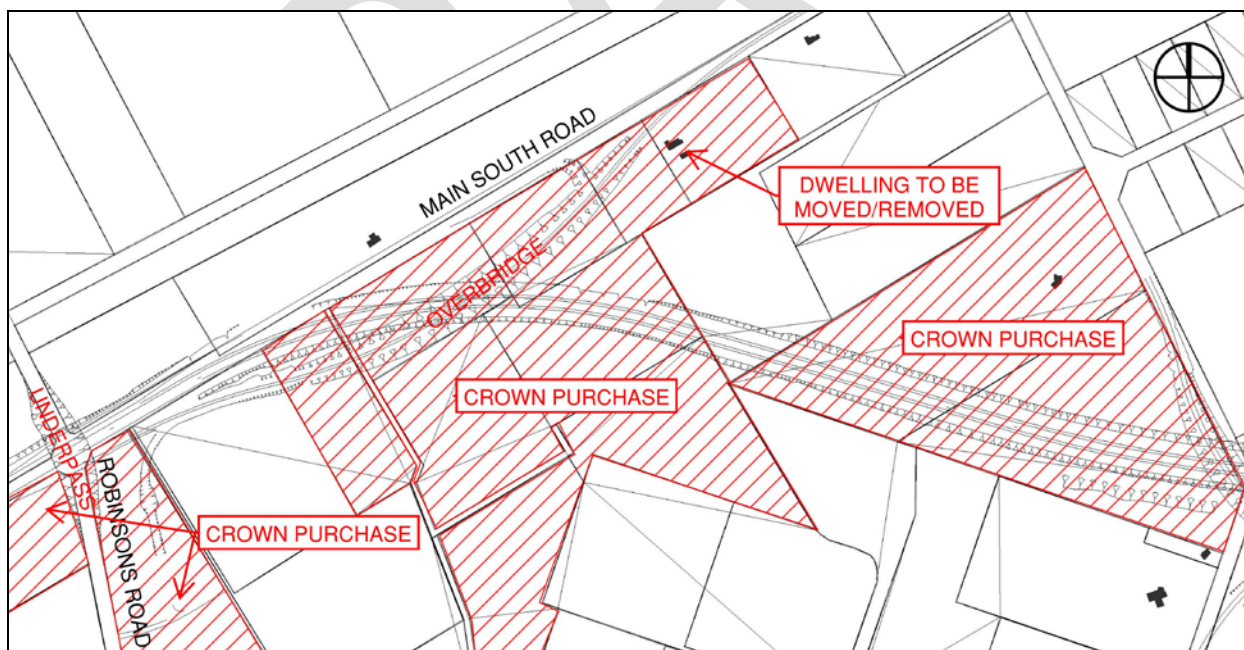 MAIN SOUTH ROAD
DWELLING TO BE
MOVED/REMOVED
OVERBRIDGE
CROWN PURCHASE
CROWN PURCHASE
UNDERPASS
ROBINSONS ROAD
CROWN PURCHASE